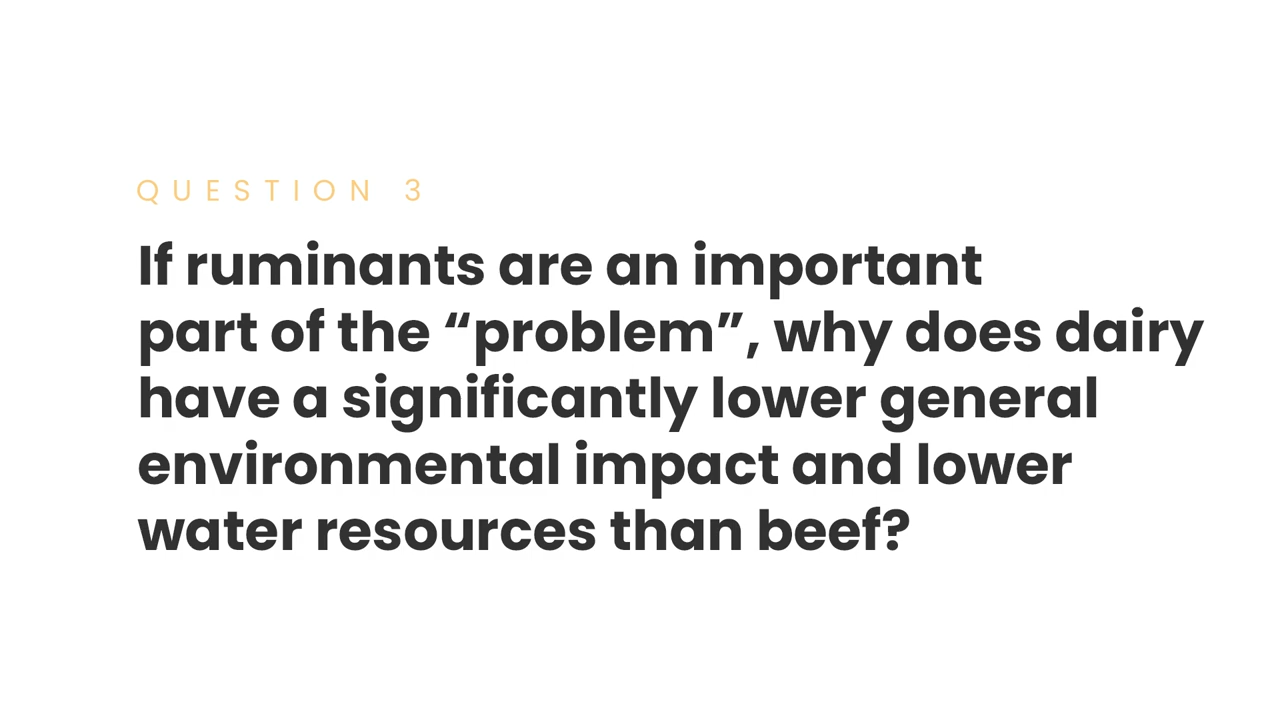 QUESTION 3
If ruminants are an important
part of the “problem”, why does dairy
have a significantly lower general
environmental impact and lower
water resources than beef?